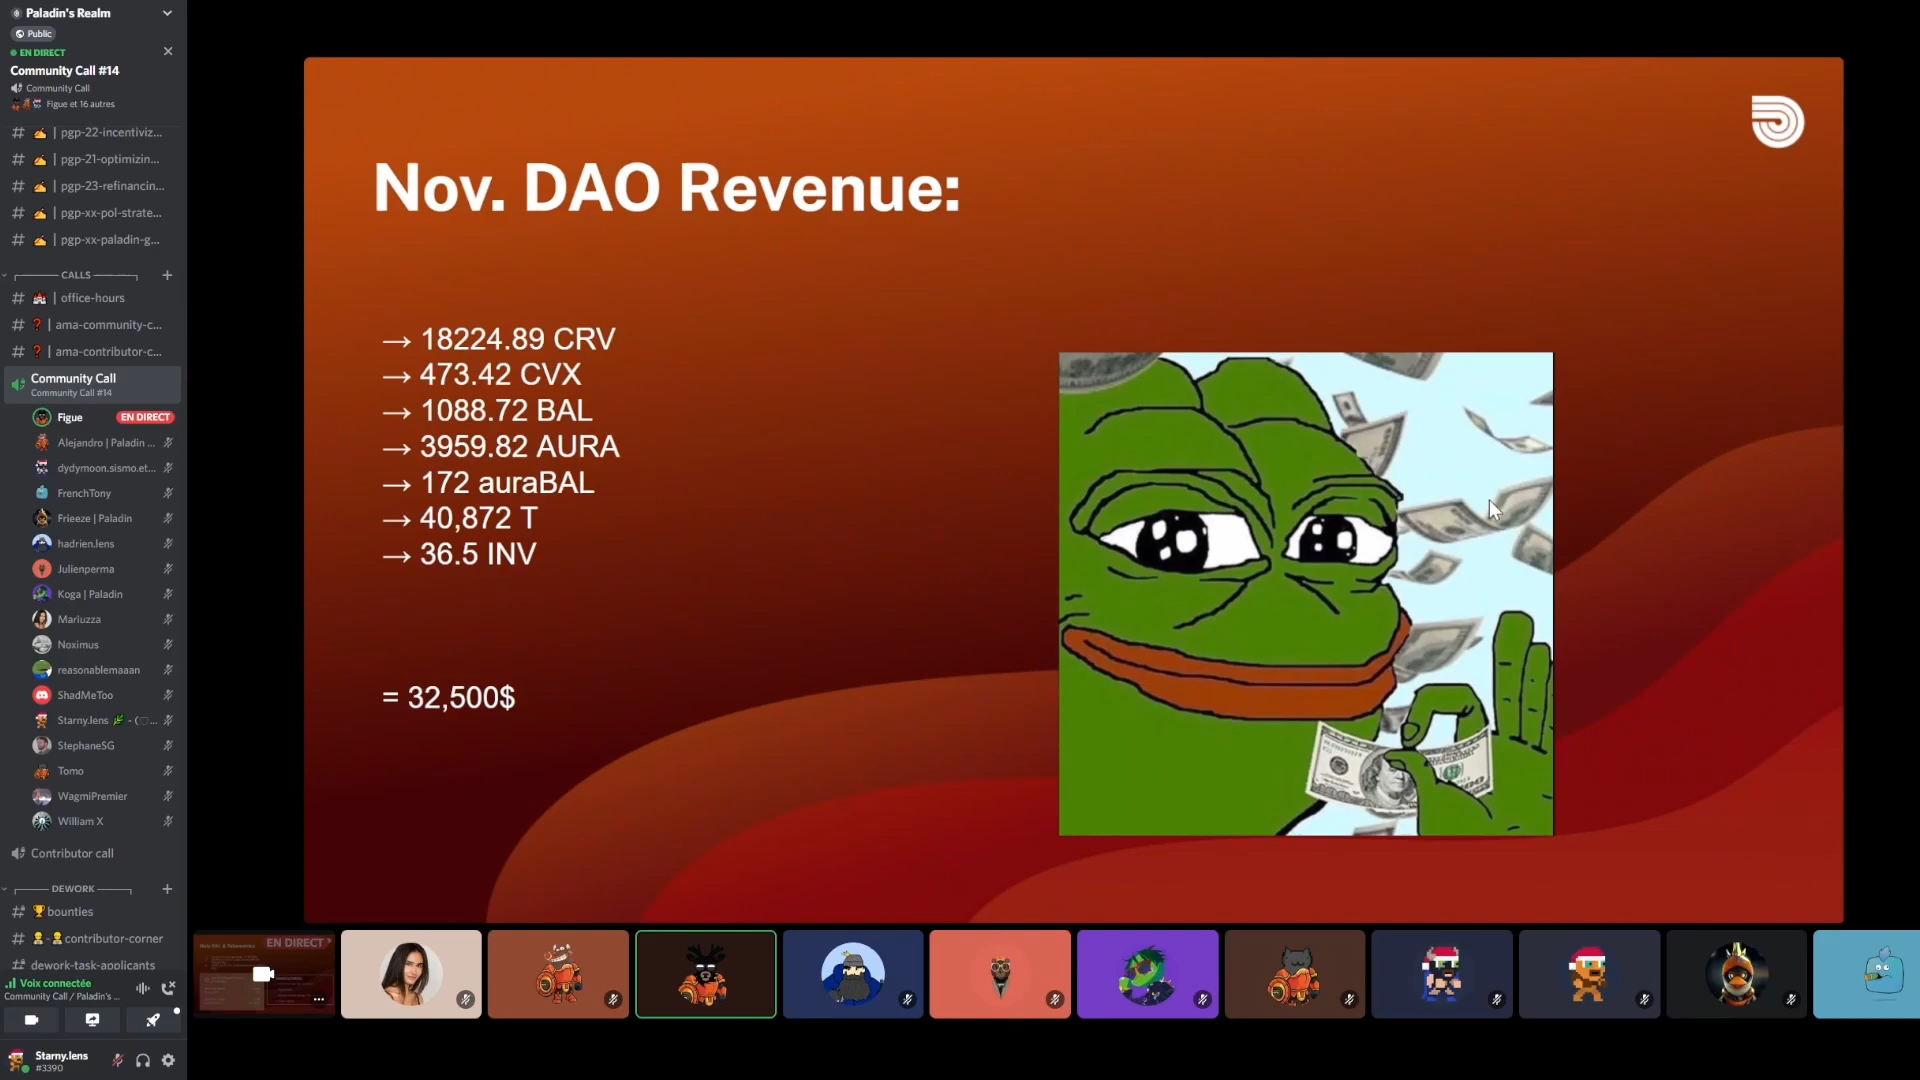 Paladin's Realm
Public
EN DIRECT
Community Call #14
Community Call
Figue et 16 autres
# ✍️ | pgp-22-incentiviz...
# ✍️ | pgp-21-optimizin...
# ✍️ | pgp-23-refinancin...
# ✍️ | pgp-xx-pol-strate...
# ✍️ | pgp-xx-paladin-g...
CALLS
# 🏰 | office-hours
# ❓ | ama-community-c...
# ❓ | ama-contributor-c...
Community Call
Community Call #14
Figue EN DIRECT
Alejandro | Paladin ...
dydymoon.sismo.et...
FrenchTony
Frieeze | Paladin
hadrien.lens
Julienperma
Koga | Paladin
Mariuzza
Noximus
reasonablemaaan
ShadMeToo
Starny.lens 🌿 - (♡...
StephaneSG
Tomo
WagmiPremier
William X
Contributor call
DEWORK
# 🏆bounties
# contributor-corner
dework-task-applicants
Voix connectée
Community Call / Paladin's ...
Starny.lens
#3390
Nov. DAO Revenue:
→ 18224.89 CRV
→ 473.42 CVX
→ 1088.72 BAL
→ 3959.82 AURA
→ 172 auraBAL
→ 40,872 T
→ 36.5 INV
= 32,500$
EN DIRECT